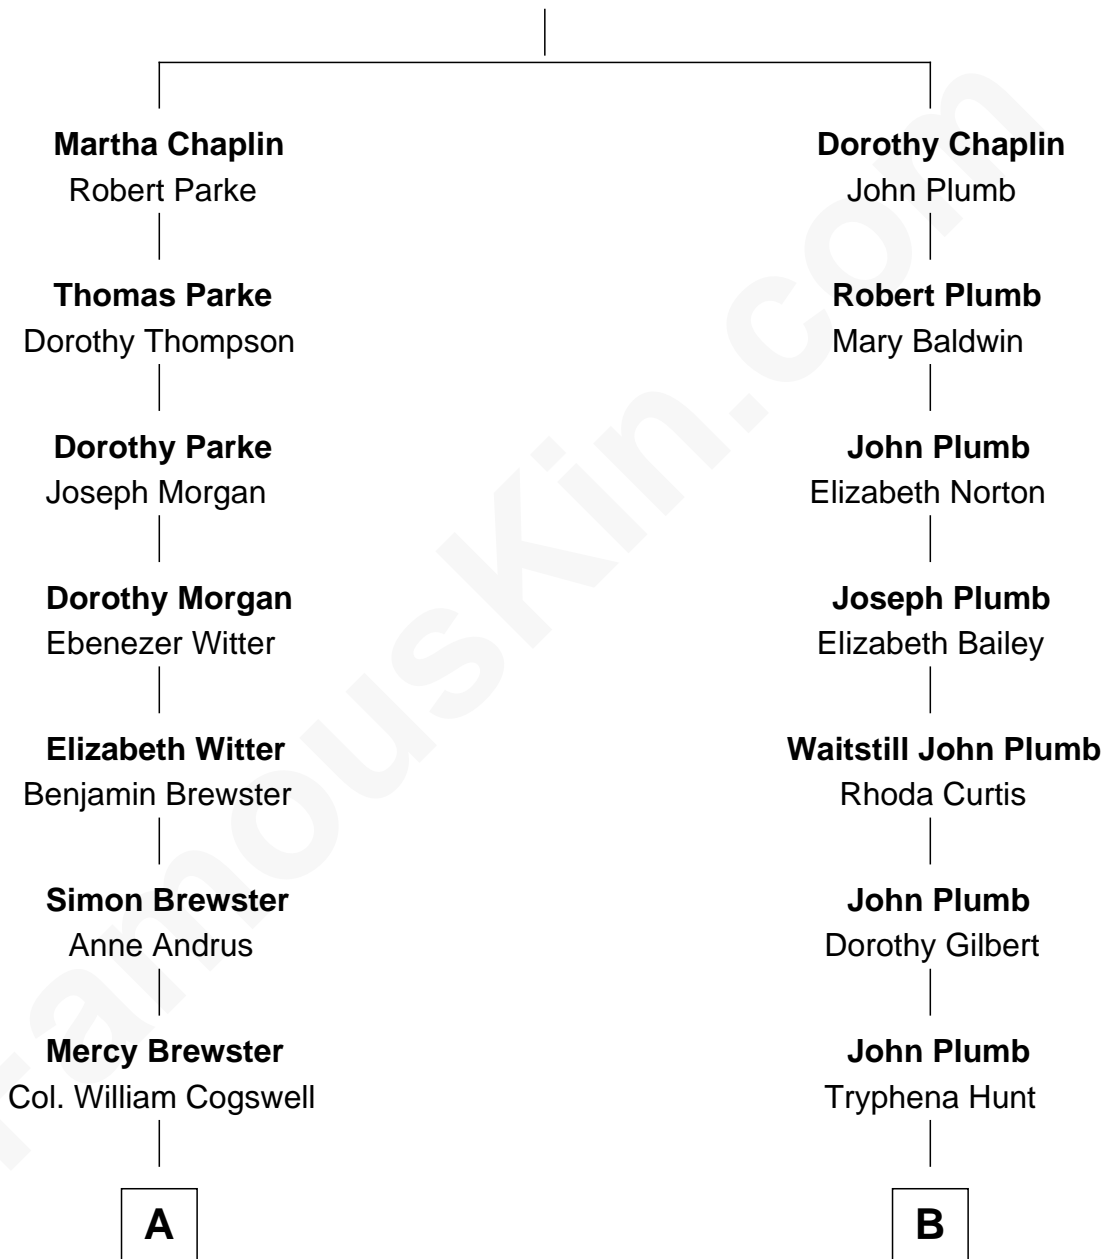 Martha Chaplin
Robert Parke
Thomas Parke
Dorothy Thompson
Dorothy Parke
Joseph Morgan
Dorothy Morgan
Ebenezer Witter
Elizabeth Witter
Benjamin Brewster
Simon Brewster
Anne Andrus
Mercy Brewster
Col. William Cogswell
A
Dorothy Chaplin
John Plumb
Robert Plumb
Mary Baldwin
John Plumb
Elizabeth Norton
Joseph Plumb
Elizabeth Bailey
Waitstill John Plumb
Rhoda Curtis
John Plumb
Dorothy Gilbert
John Plumb
Tryphena Hunt
B
FamousKin.com